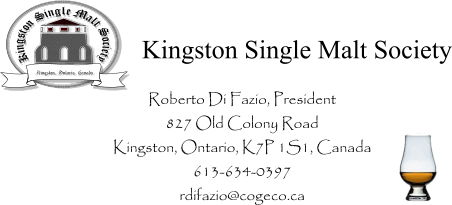 Kingston Single Malt Society
Kingston, Ontario, Canada
Kingston Single Malt Society
Roberto Di Fazio, President
827 Old Colony Road
Kingston, Ontario, K7P 1S1, Canada
613-634-0397
rdifazio@cogeco.ca